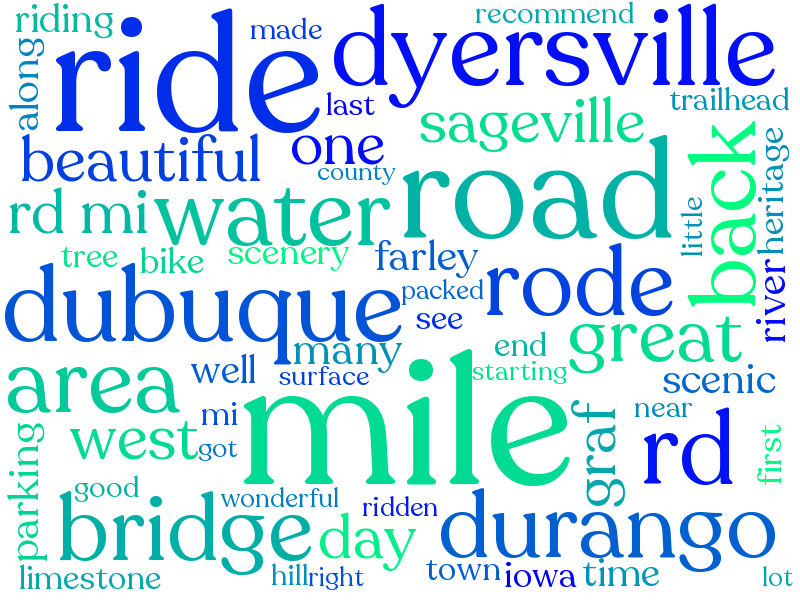 riding
made
recommend
along
ride
dyersville
last
trailhead
sageville
beautiful
one
county
road
back
heritage
rd mi
water
little
tree
bike
scenery
farley
dubuque
packed
rode
river
see
many
end
great
area
well
surface
starting
scenic
mile
mi
near
west
got
graf
rd
first
parking
good
wonderful
ridden
bridge
day
durango
limestone
hill
right
town
iowa
time
lot